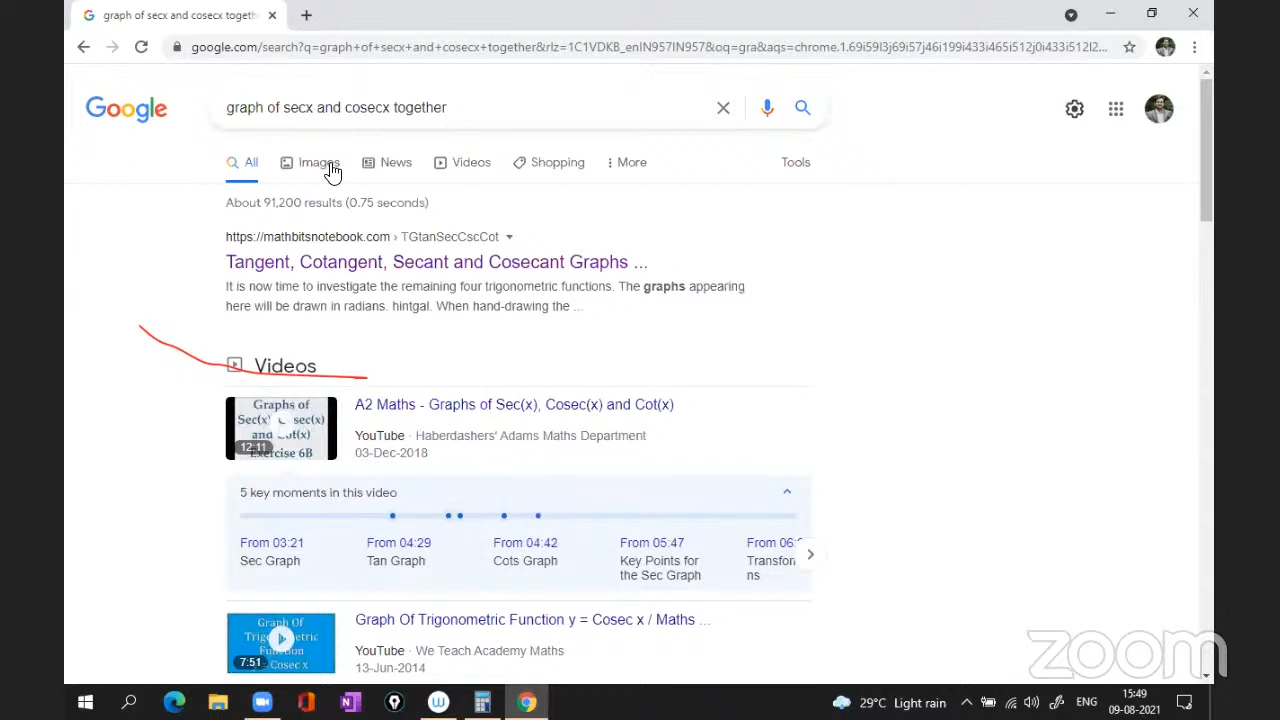 graph of secx and cosecx togeth
google.com/search?q=graph+of+secx+and+cosecx+together&rlz=1C1VDKB_enIN957IN957&oq=gra&aqs=chrome.1.69i59l3j69i57j46i199i433i465i512j0i433i512l2...
Google
graph of secx and cosecx together
All Images News Videos Shopping More Tools
About 91,200 results (0.75 seconds)
https://mathbitsnotebook.com › TGtanSecCscCot
Tangent, Cotangent, Secant and Cosecant Graphs ...
It is now time to investigate the remaining four trigonometric functions. The graphs appearing
here will be drawn in radians. hintgal. When hand-drawing the ...
Videos
Graphs of
Sec(x), Cosec(x)
and Cot(x)
Exercise 6B
12:11
A2 Maths - Graphs of Sec(x), Cosec(x) and Cot(x)
YouTube · Haberdashers' Adams Maths Department
03-Dec-2018
5 key moments in this video
From 03:21 From 04:29 From 04:42 From 05:47 From 06:
Sec Graph Tan Graph Cots Graph Key Points for Transfor
the Sec Graph ns
Graph Of
Trigonometric
Function
Cosec x
7:51
Graph Of Trigonometric Function y = Cosec x / Maths ...
YouTube · We Teach Academy Maths
13-Jun-2014
zoom
29°C Light rain ENG 15:49
09-08-2021